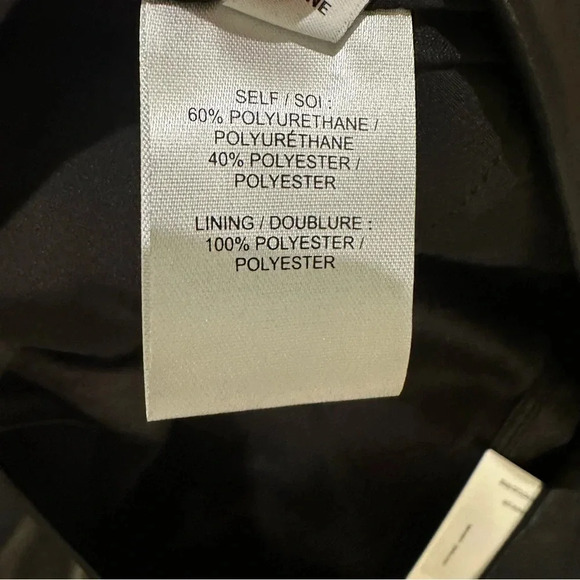 SELF / SOI :
60% POLYURETHANE /
POLYURÉTHANE
40% POLYESTER /
POLYESTER
LINING / DOUBLURE :
100% POLYESTER /
POLYESTER